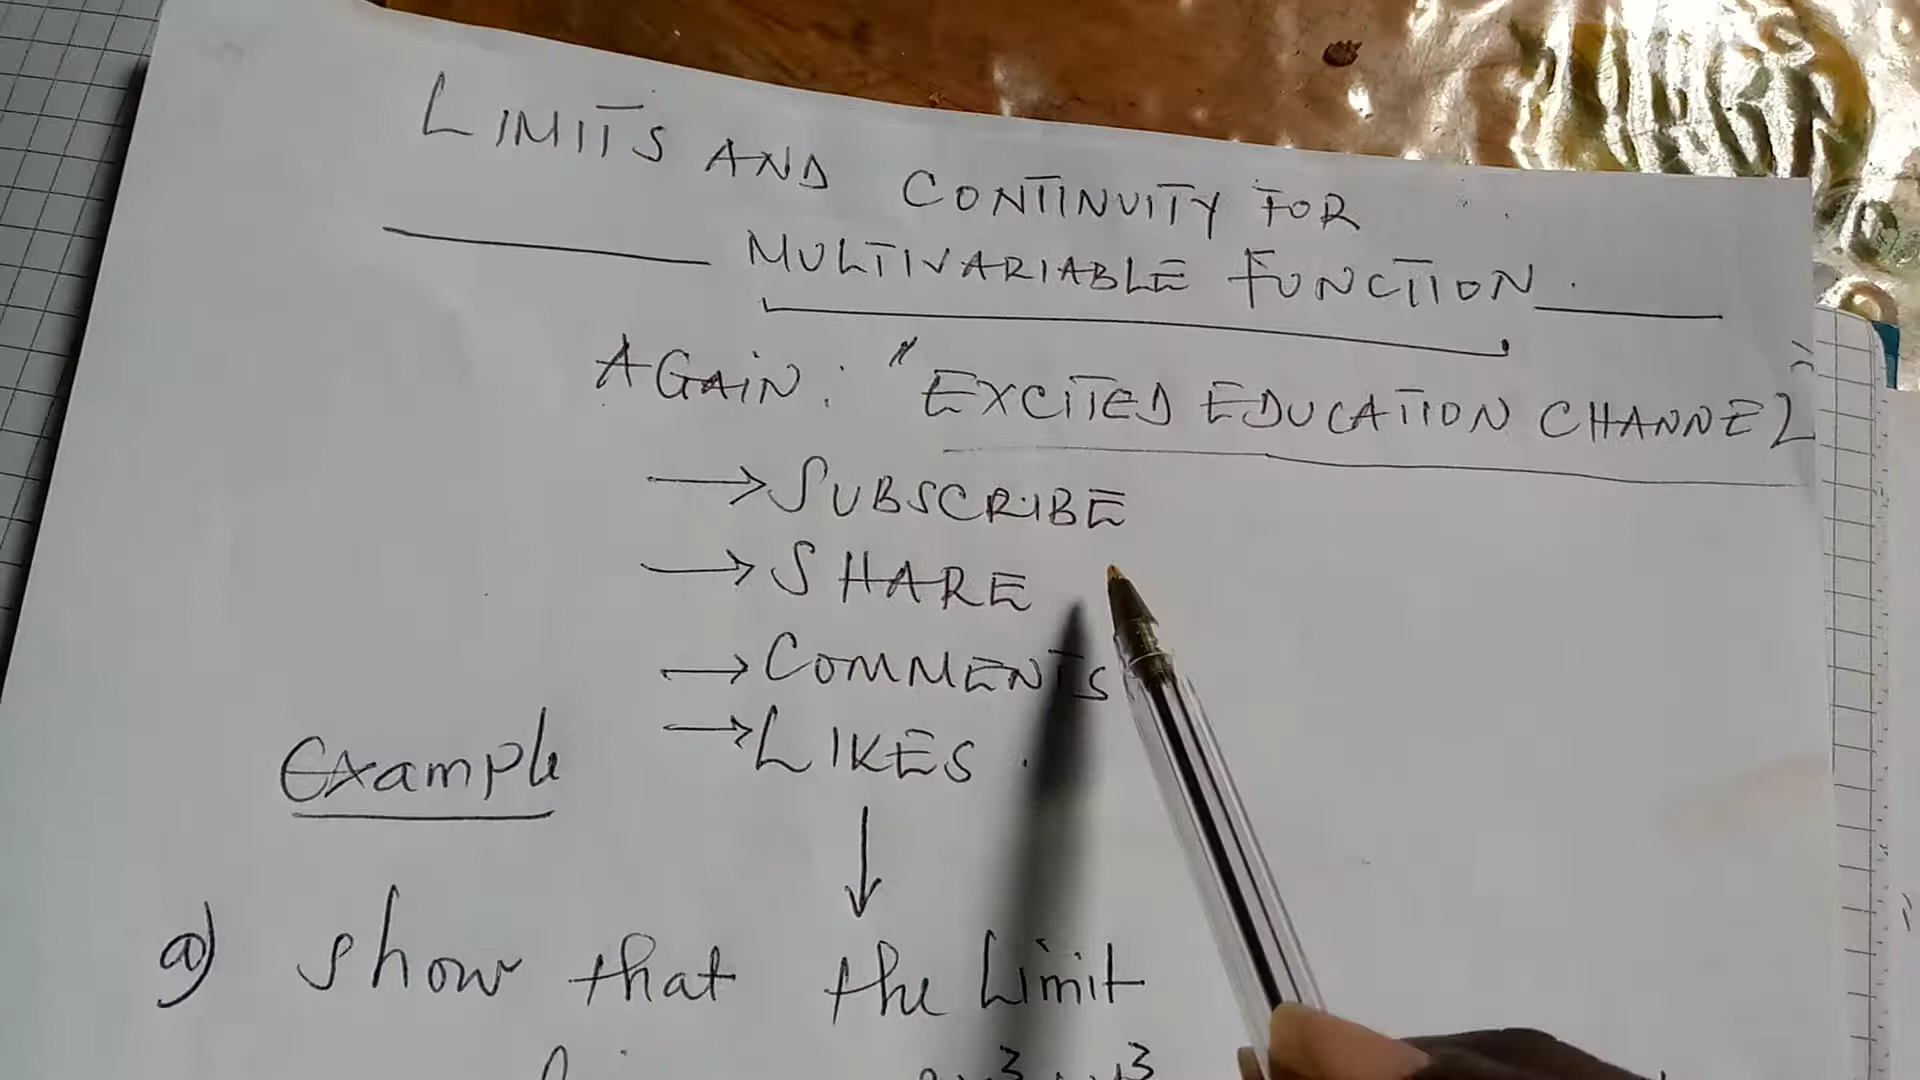 LIMITS AND CONTINUITY FOR
MULTIVARIABLE FUNCTION.
AGAIN: "EXCITED EDUCATION CHANNEL"
→ SUBSCRIBE
→ SHARE
→ COMMENTS
→ LIKES.
Example
a) Show that the Limit